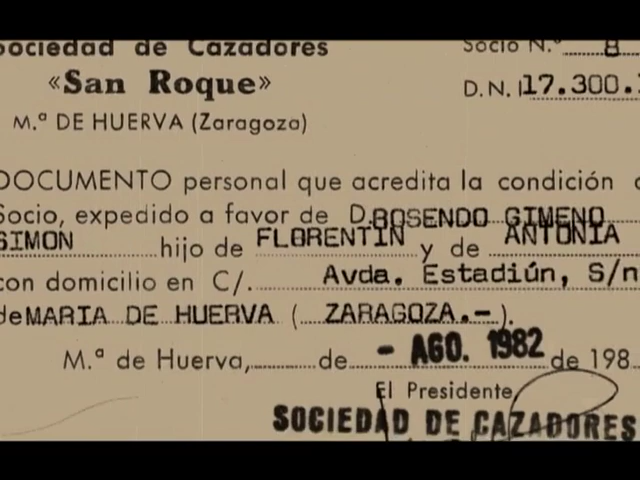 Sociedad de Cazadores
«San Roque»
M.ª DE HUERVA (Zaragoza)
Socio N.º 8
D.N.I 17.300.
DOCUMENTO personal que acredita la condición
Socio, expedido a favor de D. ROSENDO GIMENO
SIMON hijo de FLORENTIN y de ANTONIA
con domicilio en C/. Avda. Estadiún, S/n
de MARIA DE HUERVA ( ZARAGOZA.- ).
M.ª de Huerva, de - AGO. 1982 de 198
El Presidente,
SOCIEDAD DE CAZADORES